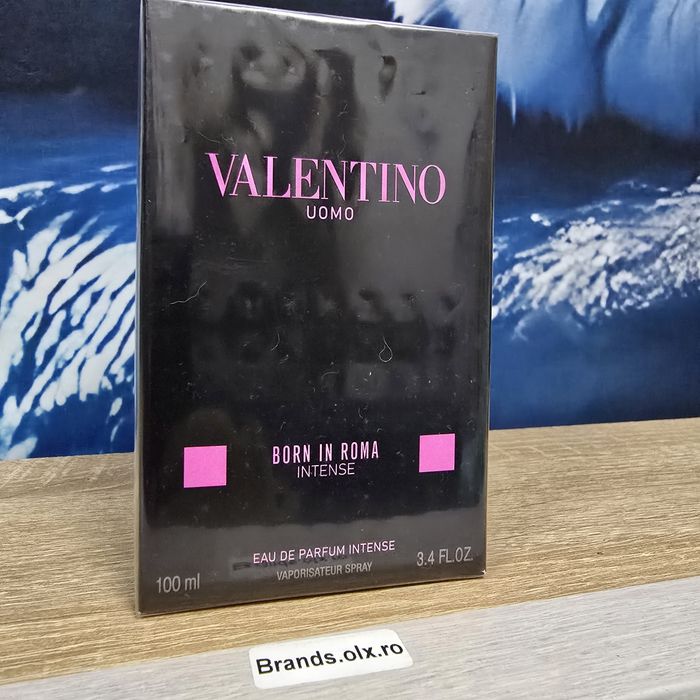 VALENTINO
UOMO
BORN IN ROMA
INTENSE
EAU DE PARFUM INTENSE
VAPORISATEUR SPRAY
100 ml
3.4 FL.OZ.
Brands.olx.ro